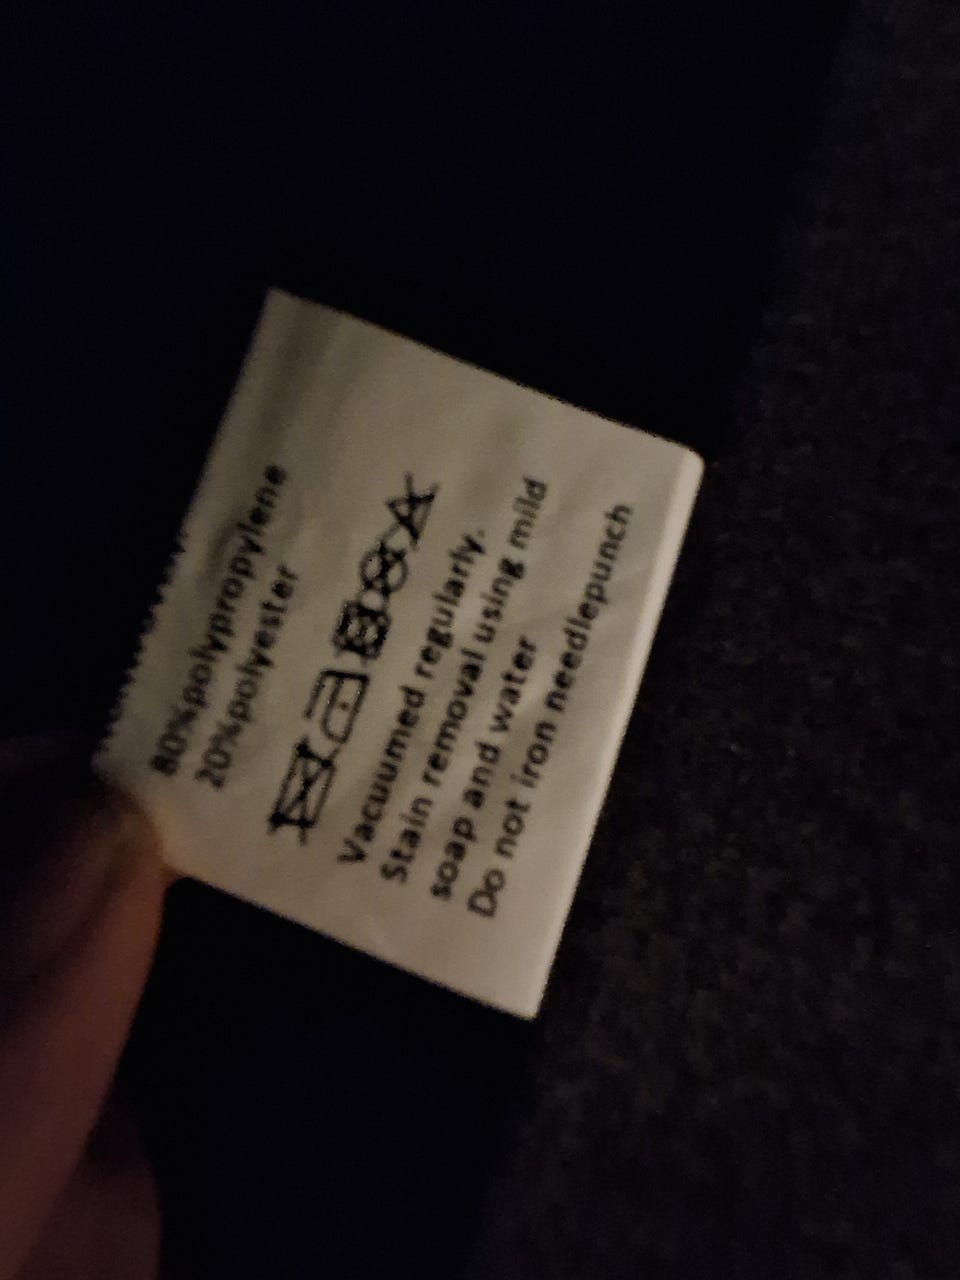 80%polypropylene
20%polyester
Vacuumed regularly.
Stain removal using mild
soap and water
Do not iron needlepunch